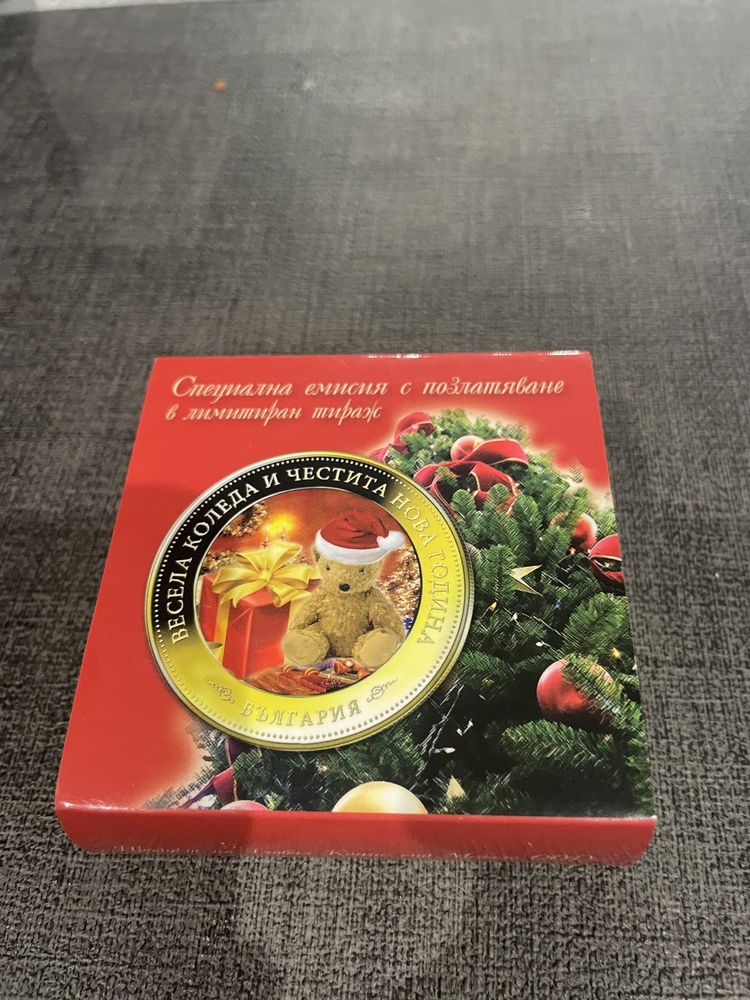 Специална емисия с позлатяване
в лимитиран тираж
ВЕСЕЛА КОЛЕДА И ЧЕСТИТА НОВА ГОДИНА
БЪЛГАРИЯ